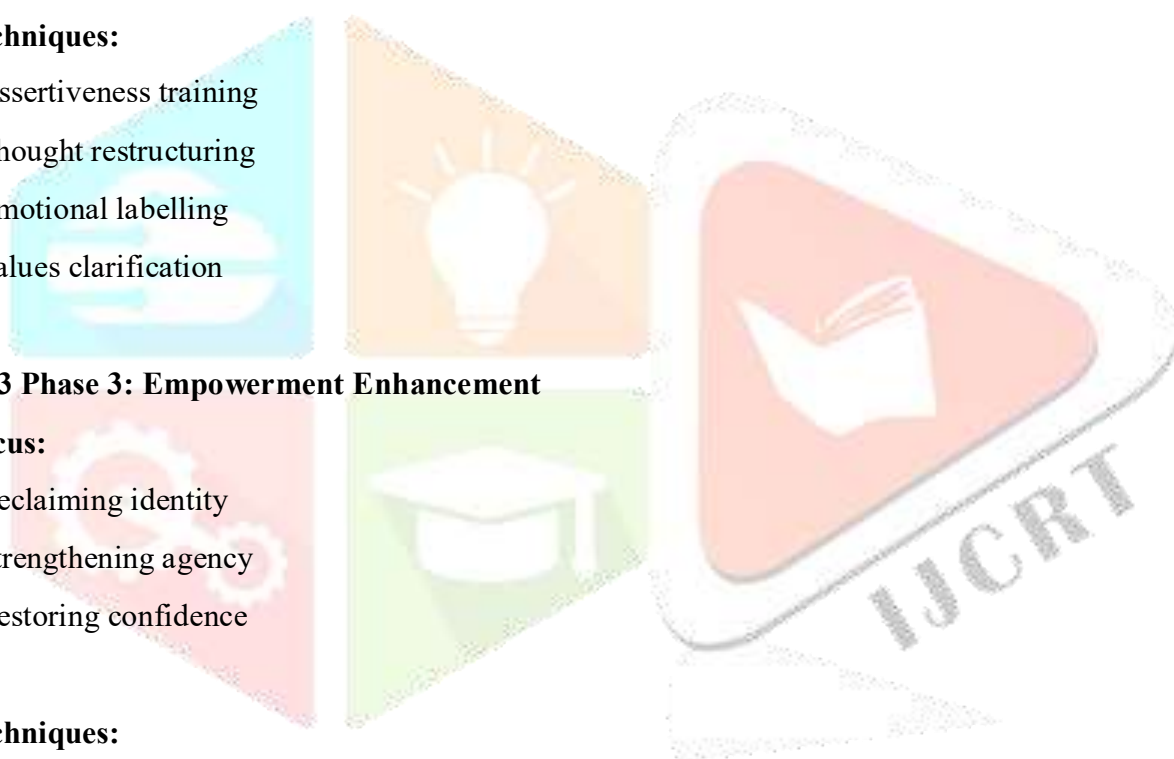 chniques:
ssertiveness training
hought restructuring
motional labelling
alues clarification
3 Phase 3: Empowerment Enhancement
cus:
eclaiming identity
trengthening agency
estoring confidence
chniques:
IJCRT